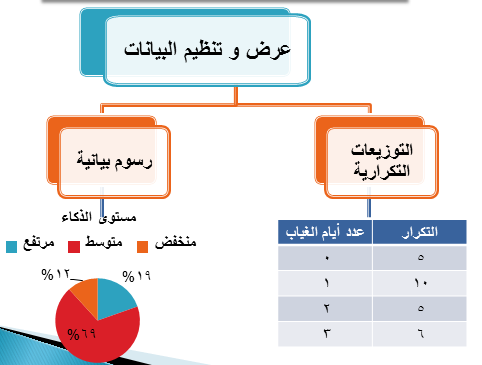 عرض و تنظيم البيانات
التوزيعات
التكرارية
رسوم بيانية
التكرار عدد أيام الغياب
٥ ٠
١٠ ١
٥ ٢
٦ ٣
مستوى الذكاء
منخفض متوسط مرتفع
١٩%
١٢%
٦٩%